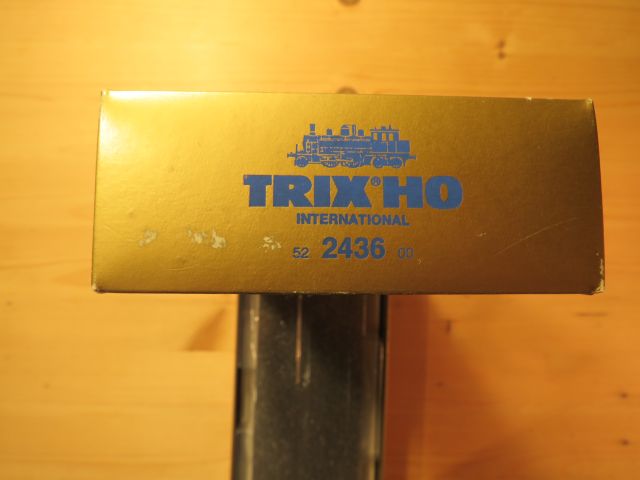 TRIX® HO
INTERNATIONAL
52 2436 00